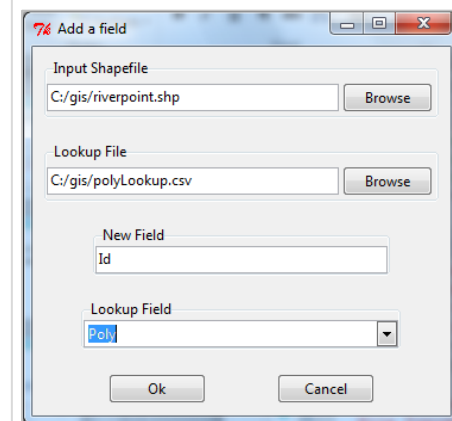 Add a field
Input Shapefile
C:/gis/riverpoint.shp
Browse
Lookup File
C:/gis/polyLookup.csv
Browse
New Field
Id
Lookup Field
Poly
Ok
Cancel